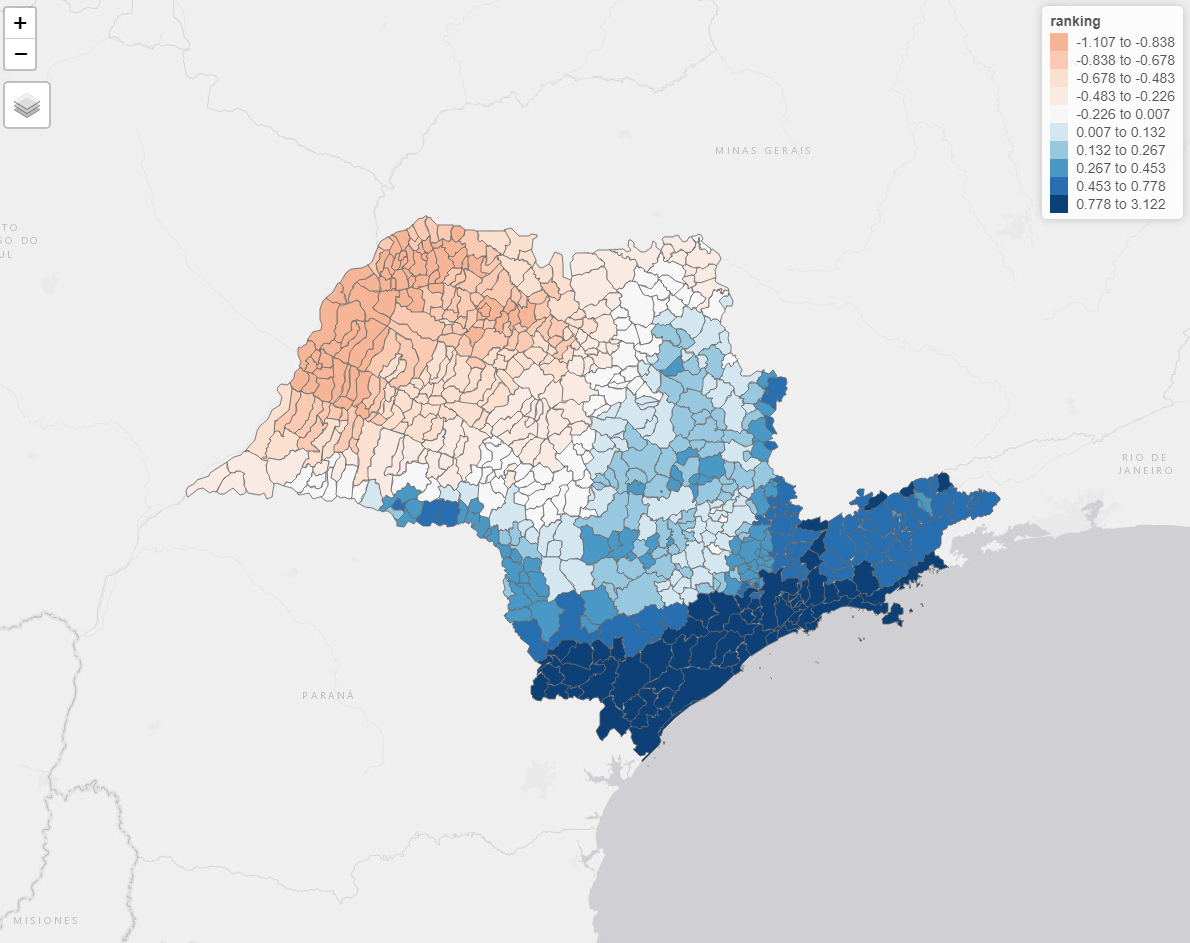 +
−
ranking
-1.107 to -0.838
-0.838 to -0.678
-0.678 to -0.483
-0.483 to -0.226
-0.226 to 0.007
0.007 to 0.132
0.132 to 0.267
0.267 to 0.453
0.453 to 0.778
0.778 to 3.122
MINAS GERAIS
TO
SO DO
UL
RIO DE
JANEIRO
PARANÁ
MISIONES